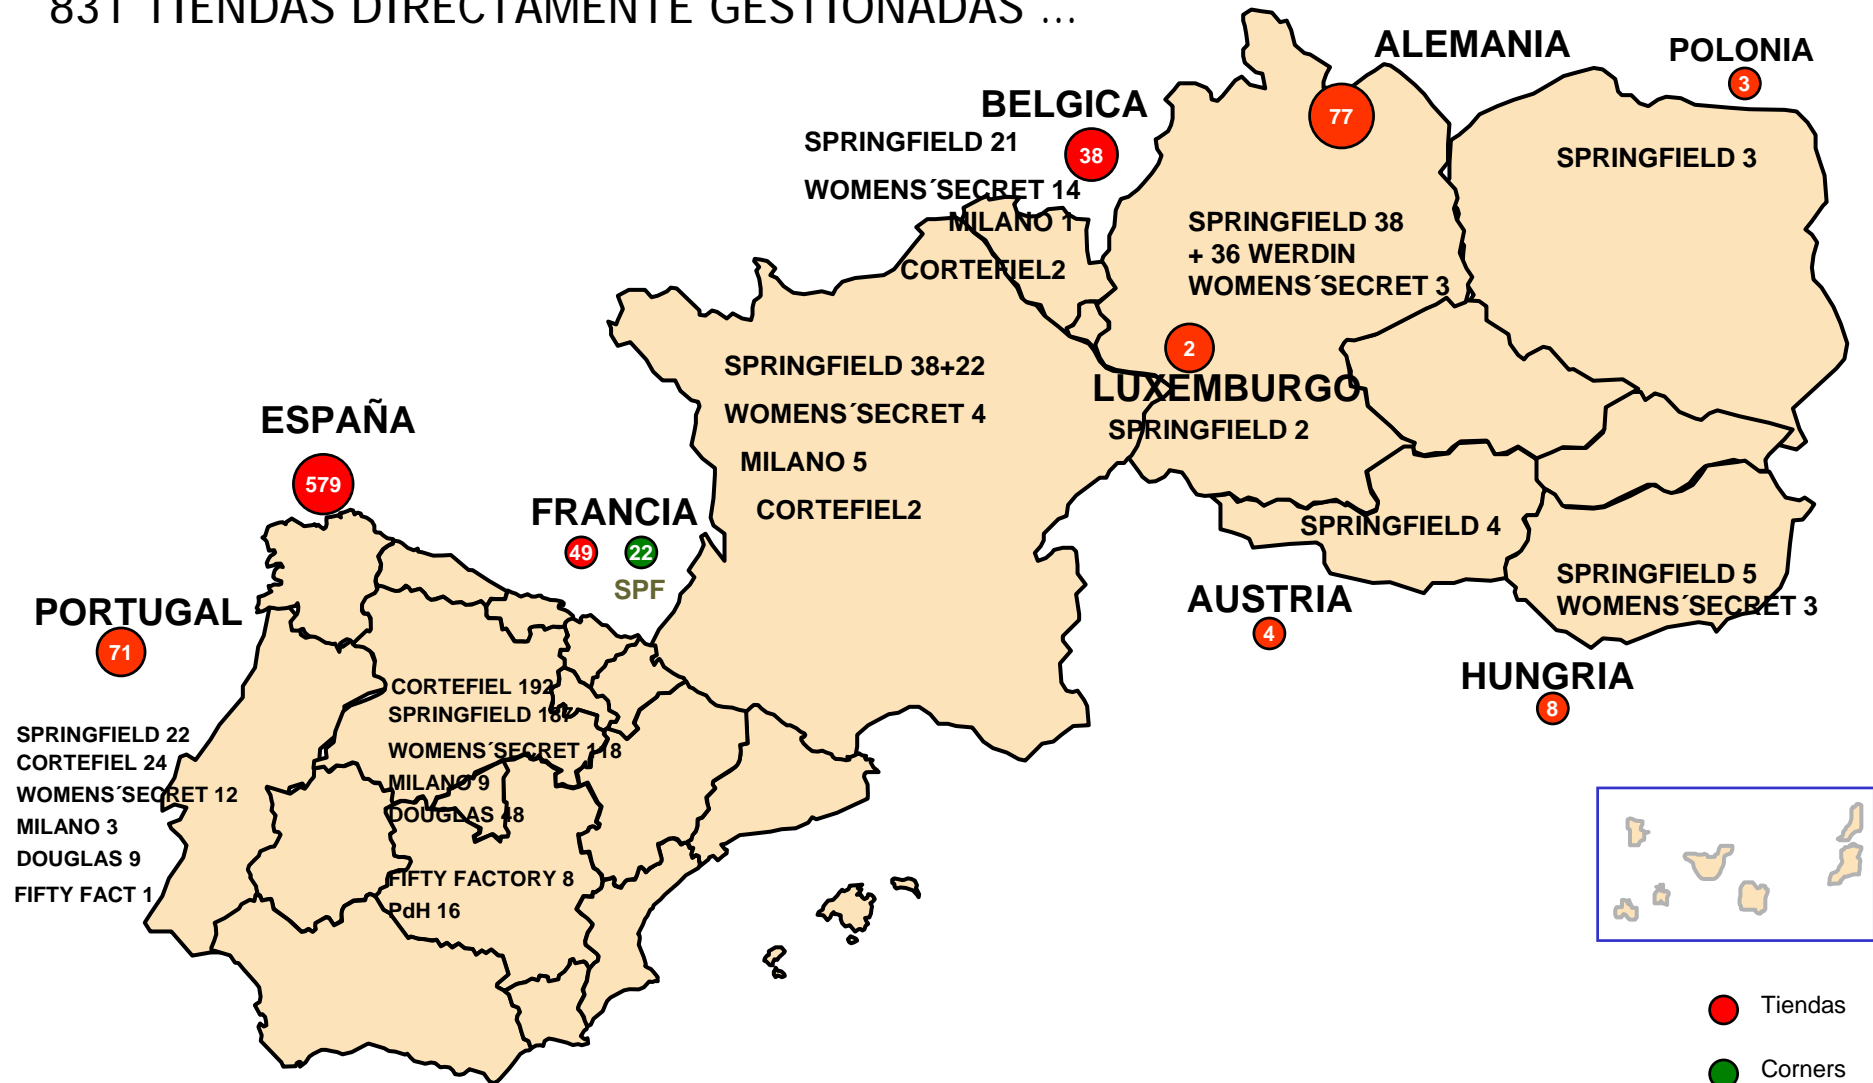 831 TIENDAS DIRECTAMENTE GESTIONADAS ...
ALEMANIA
77
SPRINGFIELD 38
+ 36 WERDIN
WOMENS´SECRET 3
POLONIA
3
SPRINGFIELD 3
BELGICA
38
SPRINGFIELD 21
WOMENS´SECRET 14
MILANO 1
CORTEFIEL2
2
LUXEMBURGO
SPRINGFIELD 2
SPRINGFIELD 38+22
WOMENS´SECRET 4
MILANO 5
CORTEFIEL2
ESPAÑA
579
FRANCIA
49
22
SPF
SPRINGFIELD 4
AUSTRIA
4
SPRINGFIELD 5
WOMENS´SECRET 3
HUNGRIA
8
PORTUGAL
71
SPRINGFIELD 22
CORTEFIEL 24
WOMENS´SECRET 12
MILANO 3
DOUGLAS 9
FIFTY FACT 1
CORTEFIEL 192
SPRINGFIELD 187
WOMENS´SECRET 118
MILANO 9
DOUGLAS 48
FIFTY FACTORY 8
PdH 16
Tiendas
Corners